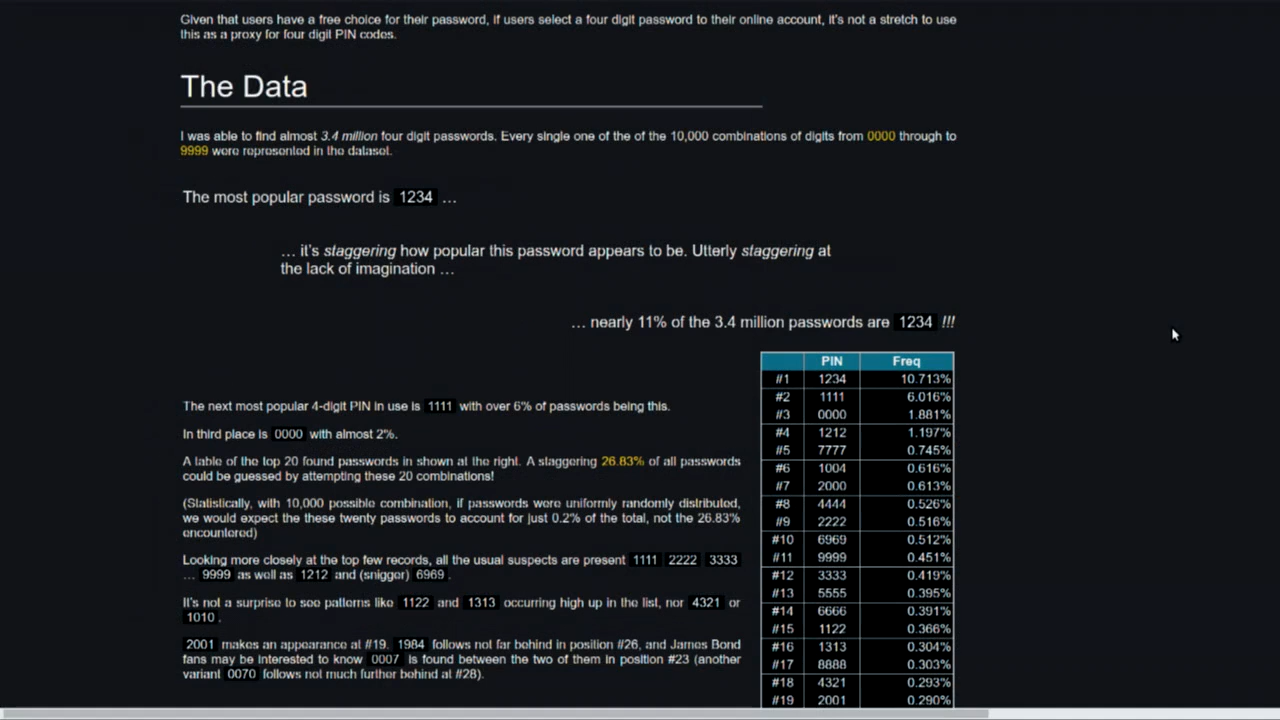 Given that users have a free choice for their password, if users select a four digit password to their online account, it's not a stretch to use
this as a proxy for four digit PIN codes.
The Data
I was able to find almost 3.4 million four digit passwords. Every single one of the of the 10,000 combinations of digits from 0000 through to
9999 were represented in the dataset.
The most popular password is 1234 ...
... it's staggering how popular this password appears to be. Utterly staggering at
the lack of imagination ...
... nearly 11% of the 3.4 million passwords are 1234 !!!
The next most popular 4-digit PIN in use is 1111 with over 6% of passwords being this.
In third place is 0000 with almost 2%.
A table of the top 20 found passwords in shown at the right. A staggering 26.83% of all passwords
could be guessed by attempting these 20 combinations!
(Statistically, with 10,000 possible combination, if passwords were uniformly randomly distributed,
we would expect the these twenty passwords to account for just 0.2% of the total, not the 26.83%
encountered)
Looking more closely at the top few records, all the usual suspects are present 1111 2222 3333
... 9999 as well as 1212 and (snigger) 6969 .
It's not a surprise to see patterns like 1122 and 1313 occurring high up in the list, nor 4321 or
1010 .
2001 makes an appearance at #19. 1984 follows not far behind in position #26, and James Bond
fans may be interested to know 0007 is found between the two of them in position #23 (another
variant 0070 follows not much further behind at #28).
PIN Freq
#1 1234 10.713%
#2 1111 6.016%
#3 0000 1.881%
#4 1212 1.197%
#5 7777 0.745%
#6 1004 0.616%
#7 2000 0.613%
#8 4444 0.526%
#9 2222 0.516%
#10 6969 0.512%
#11 9999 0.451%
#12 3333 0.419%
#13 5555 0.395%
#14 6666 0.391%
#15 1122 0.366%
#16 1313 0.304%
#17 8888 0.303%
#18 4321 0.293%
#19 2001 0.290%